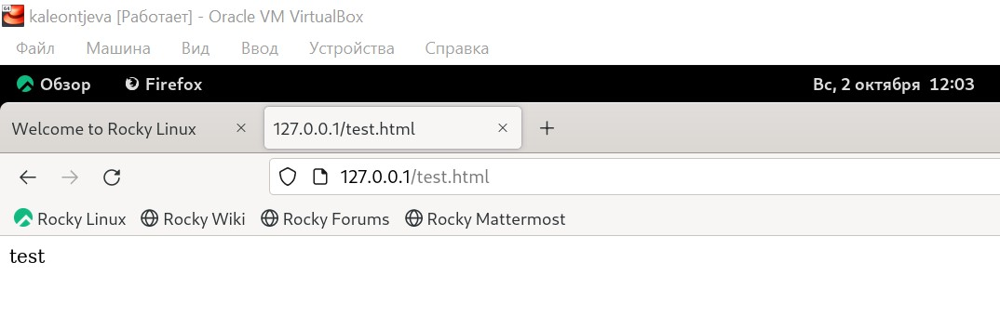 64
kaleontjeva [Работает] - Oracle VM VirtualBox
Файл Машина Вид Ввод Устройства Справка
Обзор Firefox Вс, 2 октября 12:03
Welcome to Rocky Linux × 127.0.0.1/test.html × +
127.0.0.1/test.html
Rocky Linux Rocky Wiki Rocky Forums Rocky Mattermost
test